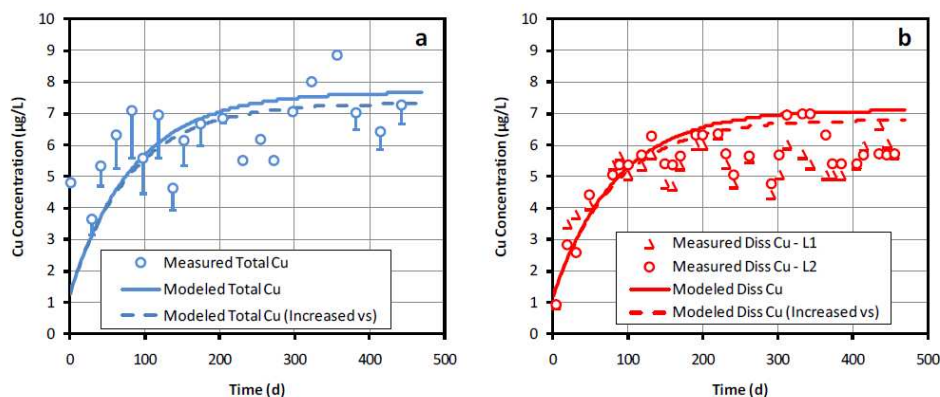 a
Cu Concentration (µg/L)
10
9
8
7
6
5
4
3
2
1
0
Measured Total Cu
Modeled Total Cu
Modeled Total Cu (Increased vs)
0 100 200 300 400 500
Time (d)
b
Cu Concentration (µg/L)
10
9
8
7
6
5
4
3
2
1
0
Measured Diss Cu - L1
Measured Diss Cu - L2
Modeled Diss Cu
Modeled Diss Cu (Increased vs)
0 100 200 300 400 500
Time (d)